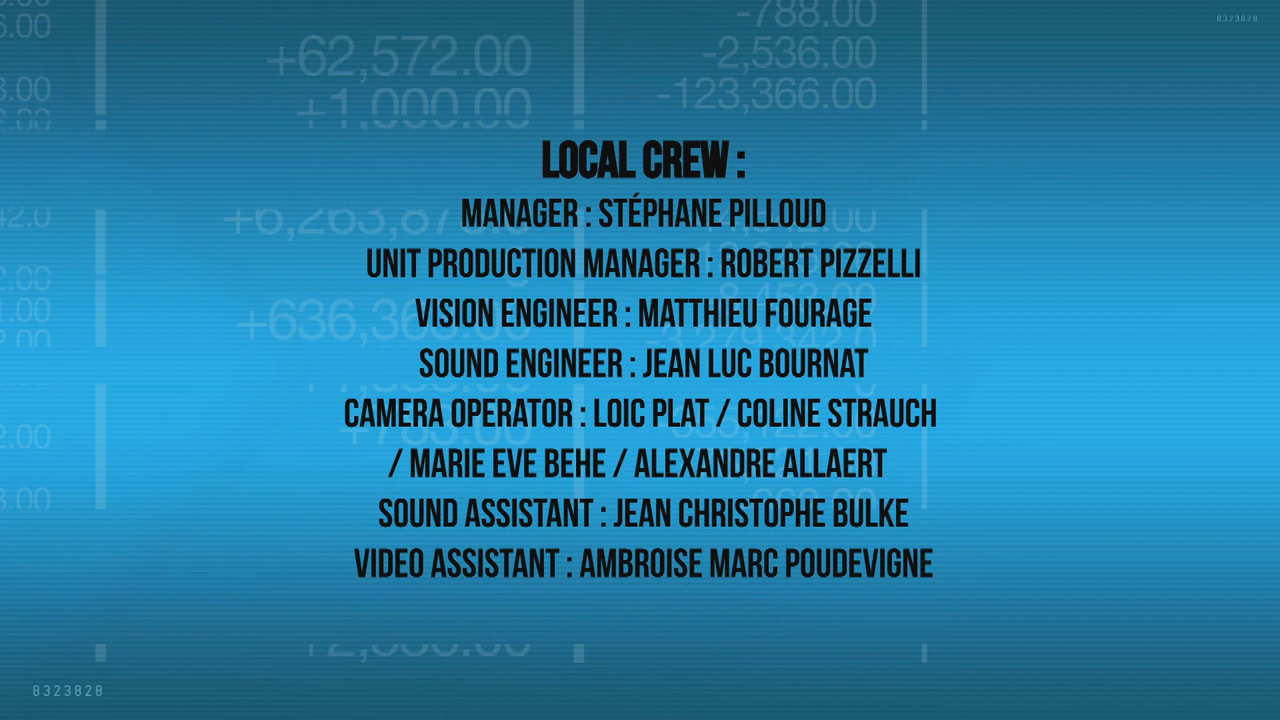 -788.00
8323828
+62,572.00
-2,536.00
-123,366.00
+1,000.00
LOCAL CREW :
MANAGER : STÉPHANE PILLOUD
UNIT PRODUCTION MANAGER : ROBERT PIZZELLI
VISION ENGINEER : MATTHIEU FOURAGE
SOUND ENGINEER : JEAN LUC BOURNAT
CAMERA OPERATOR : LOIC PLAT / COLINE STRAUCH
/ MARIE EVE BEHE / ALEXANDRE ALLAERT
SOUND ASSISTANT : JEAN CHRISTOPHE BULKE
VIDEO ASSISTANT : AMBROISE MARC POUDEVIGNE
8323828